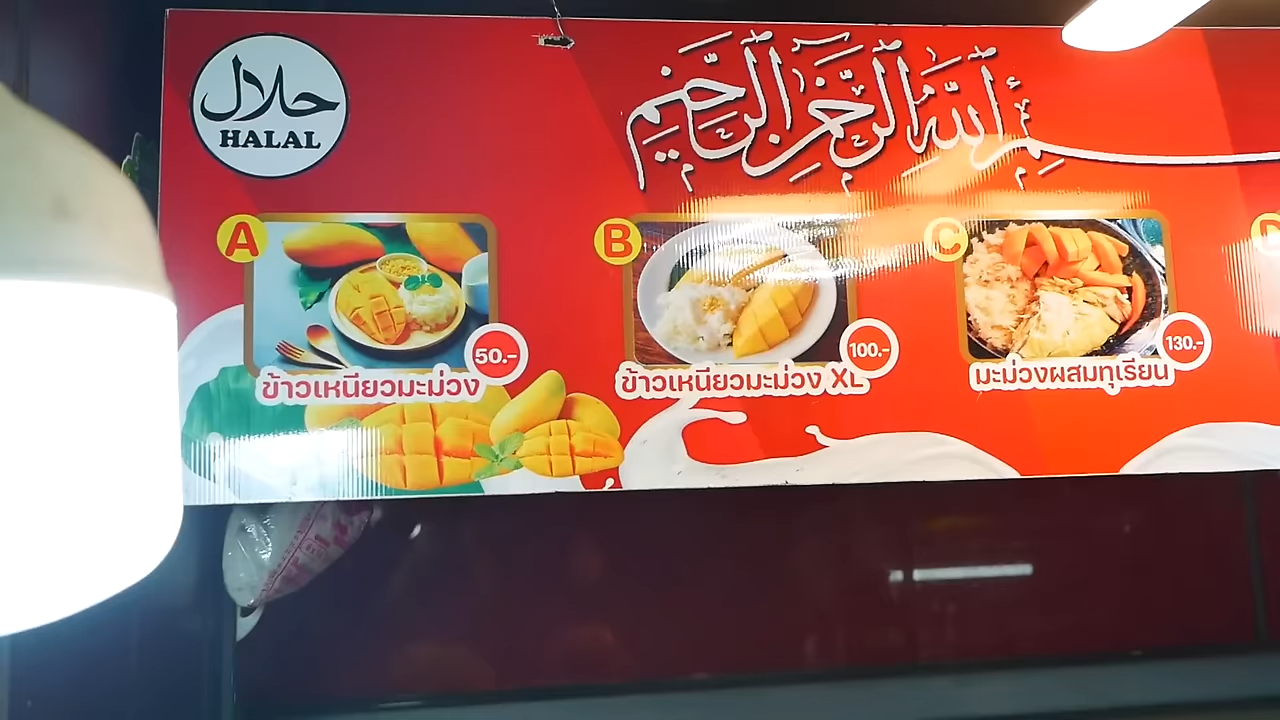 حلال
HALAL
بسم الله الرحمن الرحيم
A
B
C
50.-
100.-
130.-
ข้าวเหนียวมะม่วง
ข้าวเหนียวมะม่วง XL
มะม่วงผสมทุเรียน